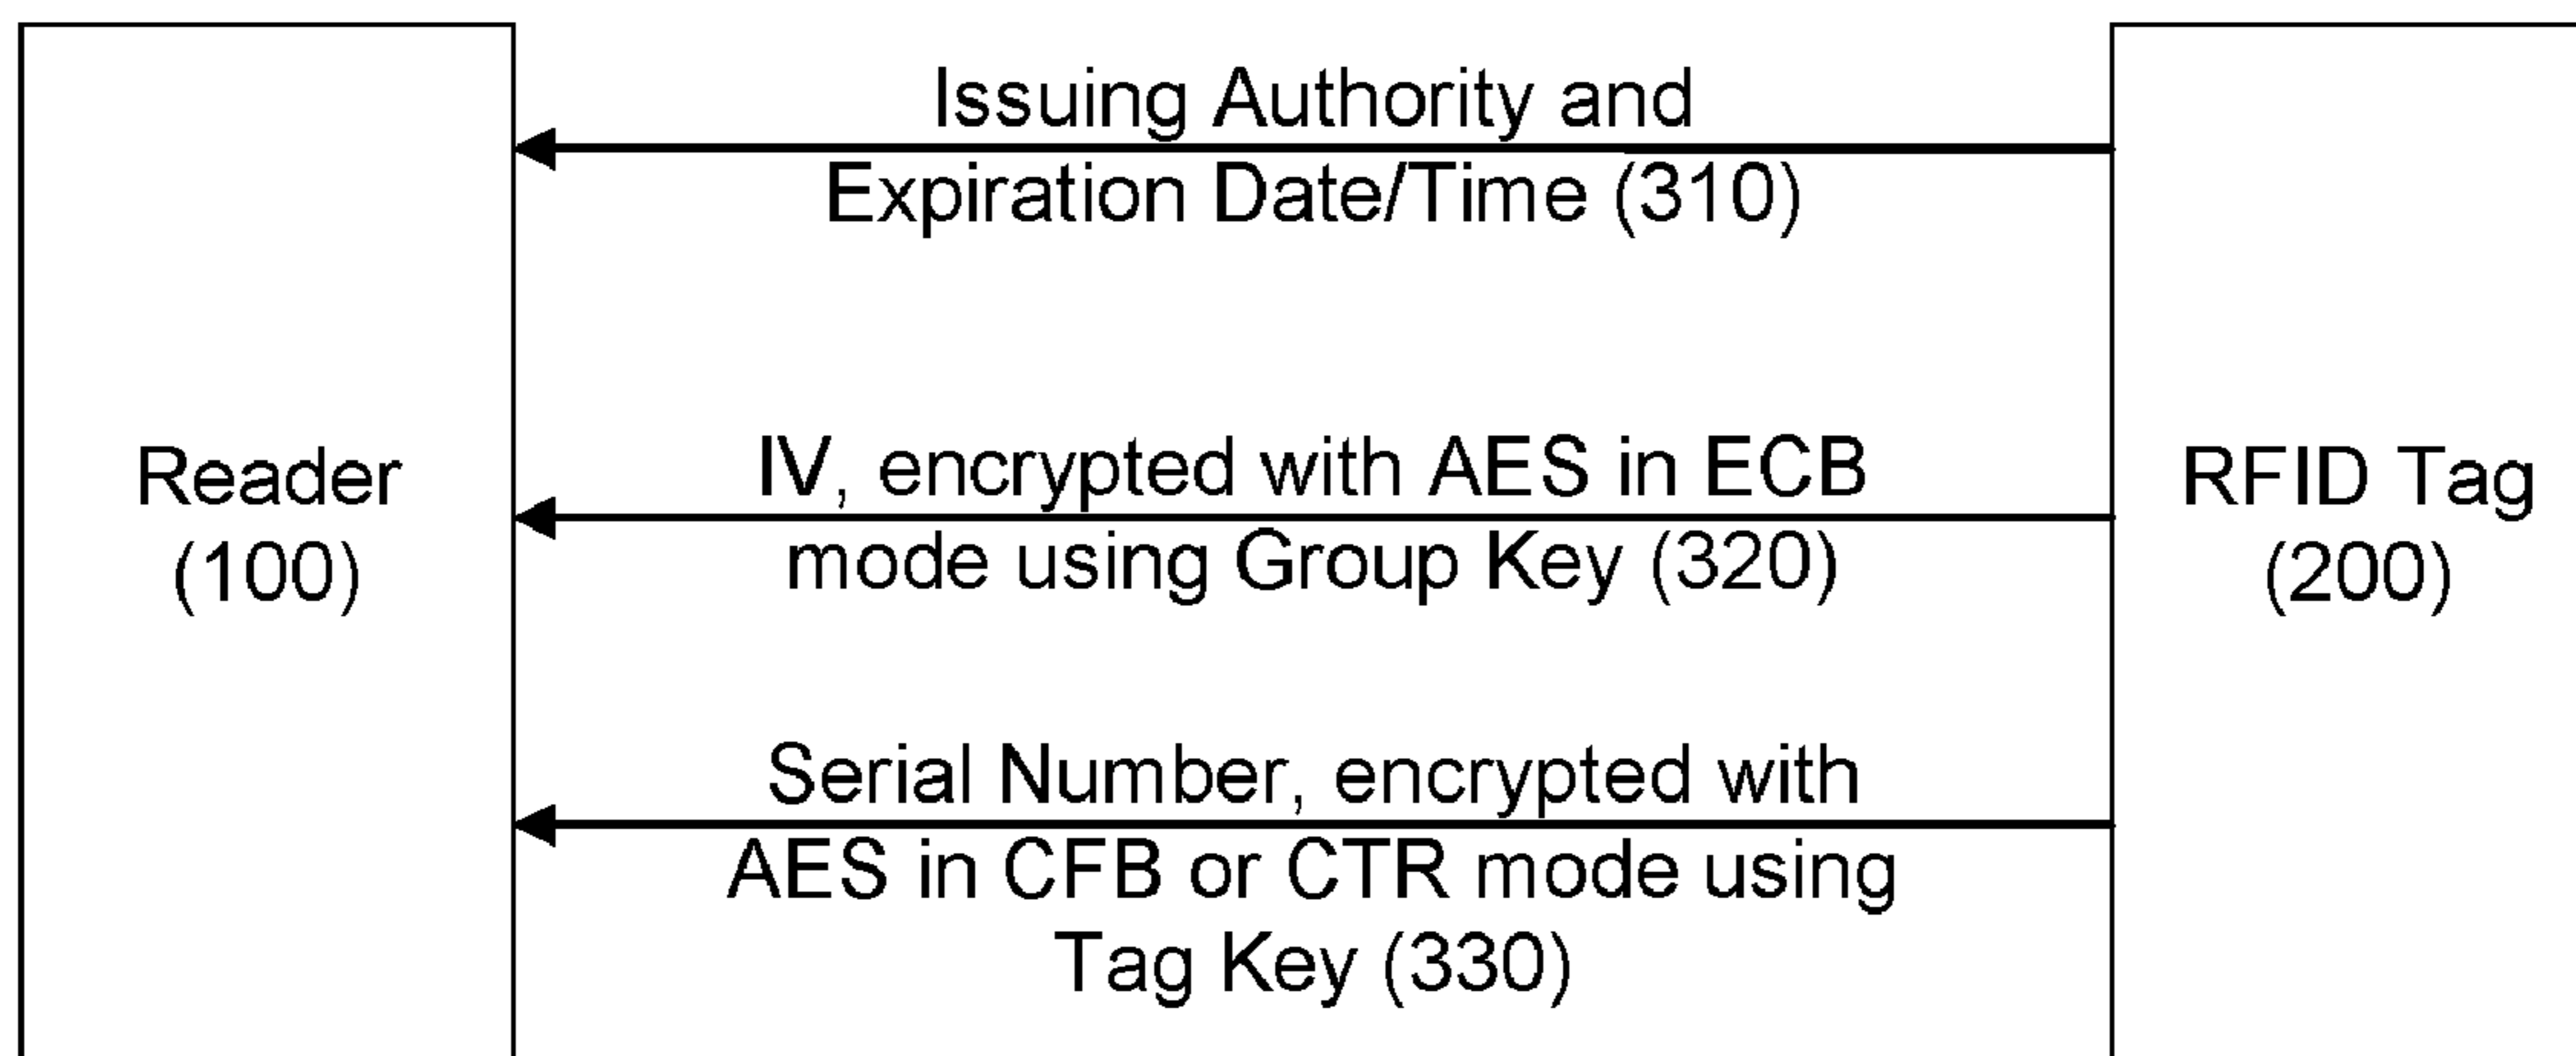 Issuing Authority and
Expiration Date/Time (310)
Reader
(100)
IV, encrypted with AES in ECB
mode using Group Key (320)
RFID Tag
(200)
Serial Number, encrypted with
AES in CFB or CTR mode using
Tag Key (330)